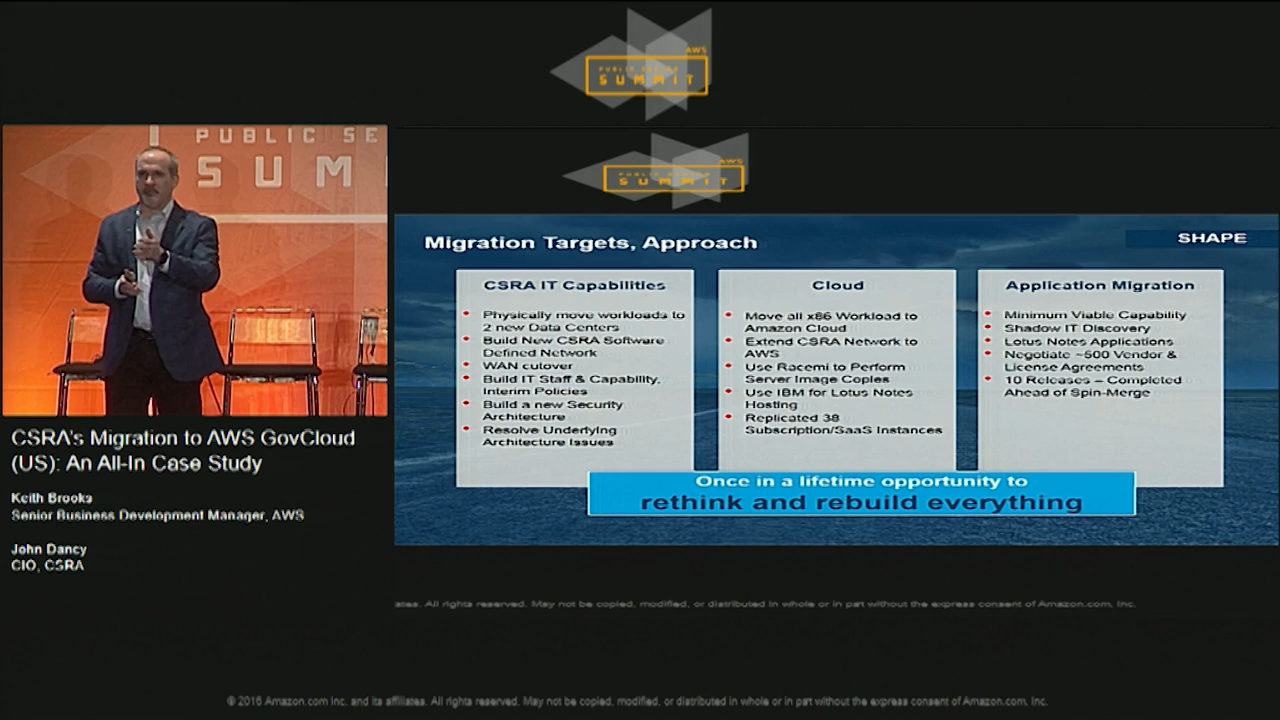 AWS
PUBLIC SECTOR
SUMMIT
PUBLIC SE
SUM
AWS
PUBLIC SECTOR
SUMMIT
Migration Targets, Approach
SHAPE
CSRA IT Capabilities
• Physically move workloads to
2 new Data Centers
• Build New CSRA Software
Defined Network
• WAN cutover
• Build IT Staff & Capability,
Interim Policies
• Build a new Security
Architecture
• Resolve Underlying
Architecture Issues
Cloud
• Move all x86 Workload to
Amazon Cloud
• Extend CSRA Network to
AWS
• Use Racemi to Perform
Server Image Copies
• Use IBM for Lotus Notes
Hosting
• Replicated 38
Subscription/SaaS Instances
Application Migration
• Minimum Viable Capability
• Shadow IT Discovery
• Lotus Notes Applications
• Negotiate ~500 Vendor &
License Agreements
• 10 Releases – Completed
Ahead of Spin-Merge
Once in a lifetime opportunity to
rethink and rebuild everything
CSRA's Migration to AWS GovCloud
(US): An All-In Case Study
Keith Brooks
Senior Business Development Manager, AWS
John Dancy
CIO, CSRA
ates. All rights reserved. May not be copied, modified, or distributed in whole or in part without the express consent of Amazon.com, Inc.
© 2016 Amazon.com Inc. and its affiliates. All rights reserved. May not be copied, modified, or distributed in whole or in part without the express consent of Amazon.com, Inc.